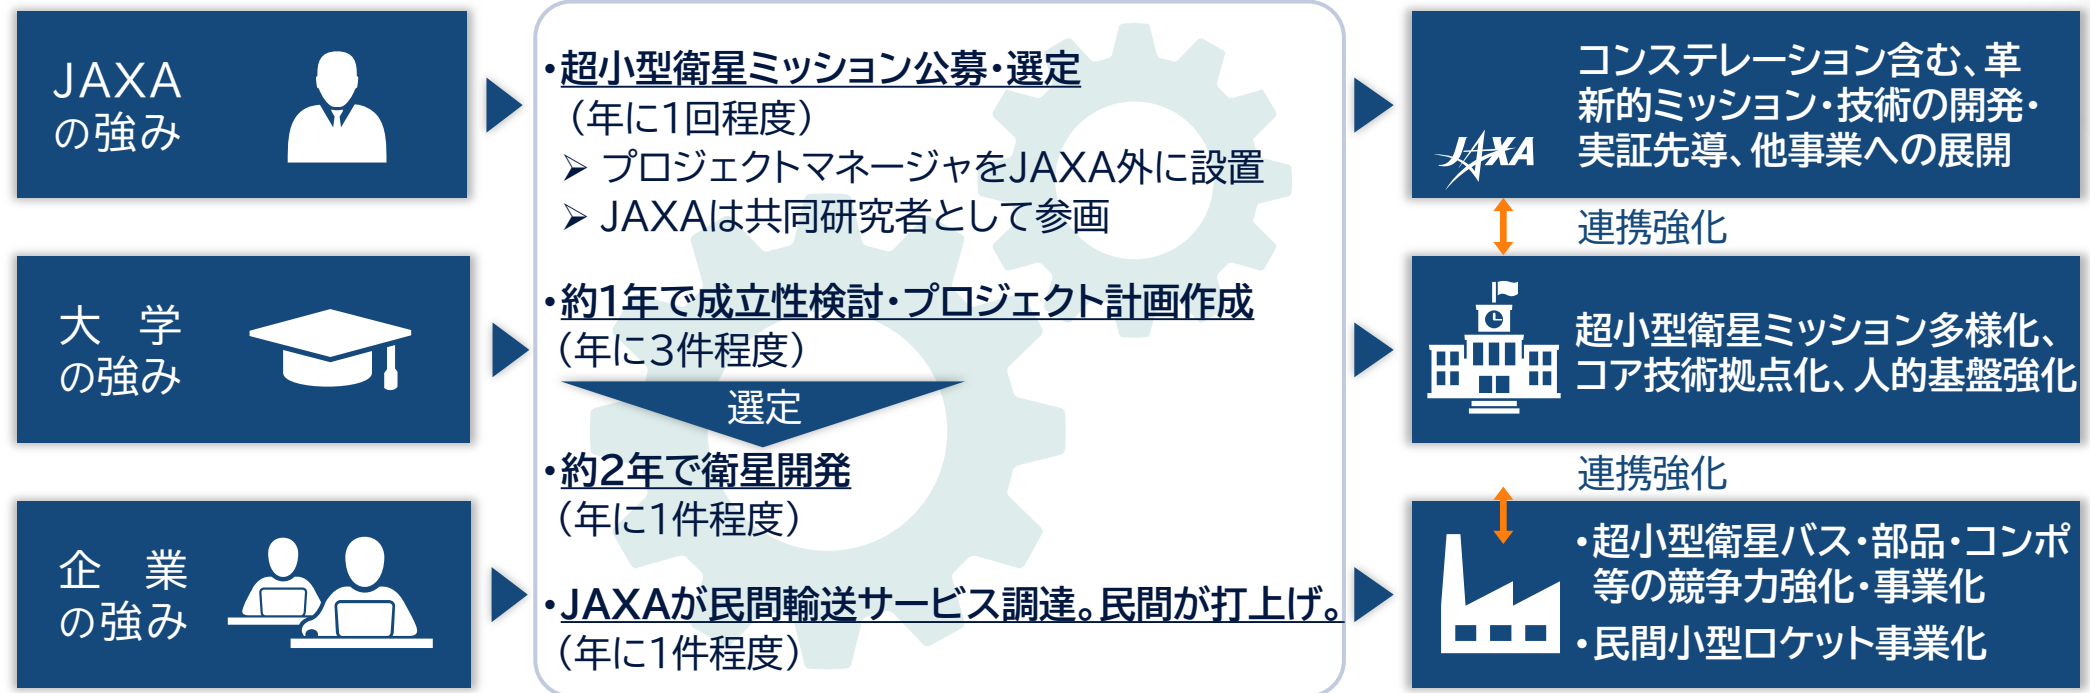 JAXA
の強み
大　学
の強み
企　業
の強み
・超小型衛星ミッション公募・選定
（年に1回程度）
➢ プロジェクトマネージャをJAXA外に設置
➢ JAXAは共同研究者として参画
・約1年で成立性検討・プロジェクト計画作成
（年に3件程度）
選定
・約2年で衛星開発
（年に1件程度）
・JAXAが民間輸送サービス調達。民間が打上げ。
（年に1件程度）
JAXA
コンステレーション含む、革
新的ミッション・技術の開発・
実証先導、他事業への展開
連携強化
超小型衛星ミッション多様化、
コア技術拠点化、人的基盤強化
連携強化
・超小型衛星バス・部品・コンポ
等の競争力強化・事業化
・民間小型ロケット事業化